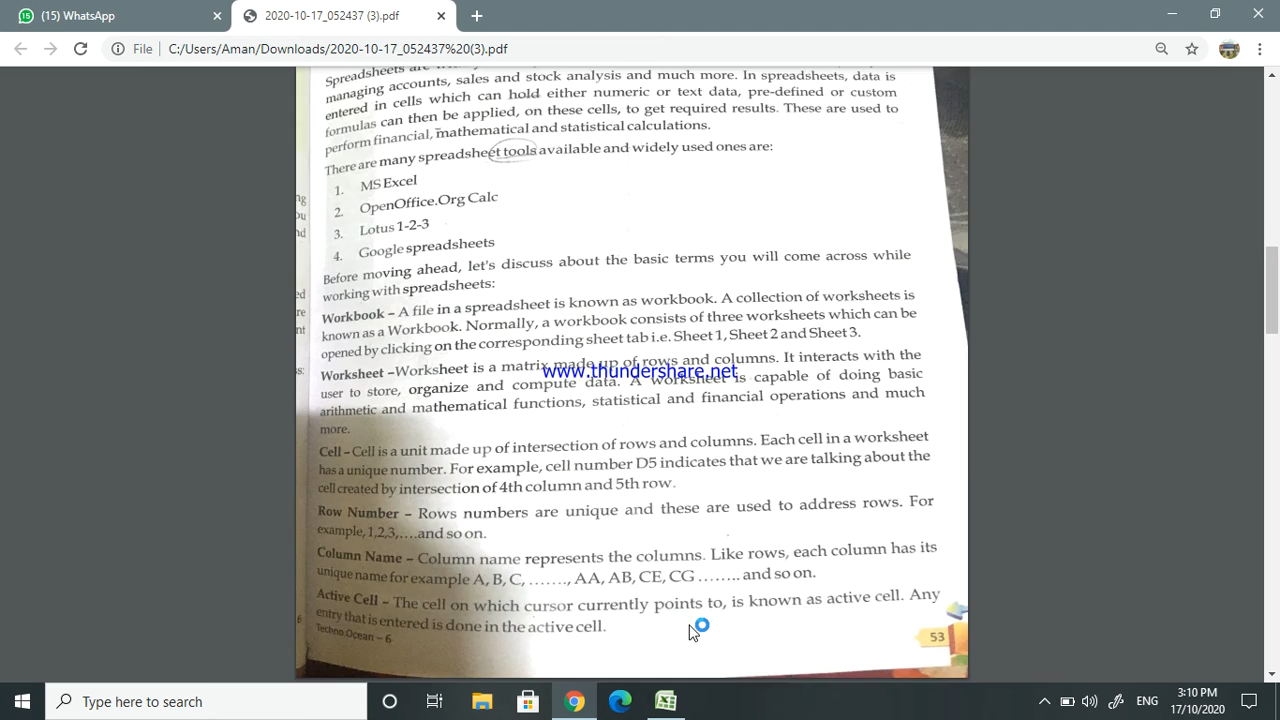 (15) WhatsApp
2020-10-17_052437 (3).pdf
File
C:/Users/Aman/Downloads/2020-10-17_052437%20(3).pdf
Spreadsheets are
managing accounts, sales and stock analysis and much more. In spreadsheets, data is
entered in cells which can hold either numeric or text data, pre-defined or custom
formulas can then be applied, on these cells, to get required results. These are used to
perform financial, mathematical and statistical calculations.
There are many spreadsheet tools available and widely used ones are:
1. MS Excel
2. OpenOffice.Org Calc
3. Lotus 1-2-3
4. Google spreadsheets
Before moving ahead, let's discuss about the basic terms you will come across while
working with spreadsheets:
Workbook – A file in a spreadsheet is known as workbook. A collection of worksheets is
known as a Workbook. Normally, a workbook consists of three worksheets which can be
opened by clicking on the corresponding sheet tab i.e. Sheet 1, Sheet 2 and Sheet 3.
Worksheet –Worksheet is a matrix made up of rows and columns. It interacts with the
www.thundershare.net
user to store, organize and compute data. A worksheet is capable of doing basic
arithmetic and mathematical functions, statistical and financial operations and much
more.
Cell – Cell is a unit made up of intersection of rows and columns. Each cell in a worksheet
has a unique number. For example, cell number D5 indicates that we are talking about the
cell created by intersection of 4th column and 5th row.
Row Number – Rows numbers are unique and these are used to address rows. For
example, 1,2,3,....and so on.
Column Name – Column name represents the columns. Like rows, each column has its
unique name for example A, B, C, ......., AA, AB, CE, CG ........ and so on.
Active Cell – The cell on which cursor currently points to, is known as active cell. Any
entry that is entered is done in the active cell.
Techno Ocean – 6
53
Type here to search
ENG
3:10 PM
17/10/2020